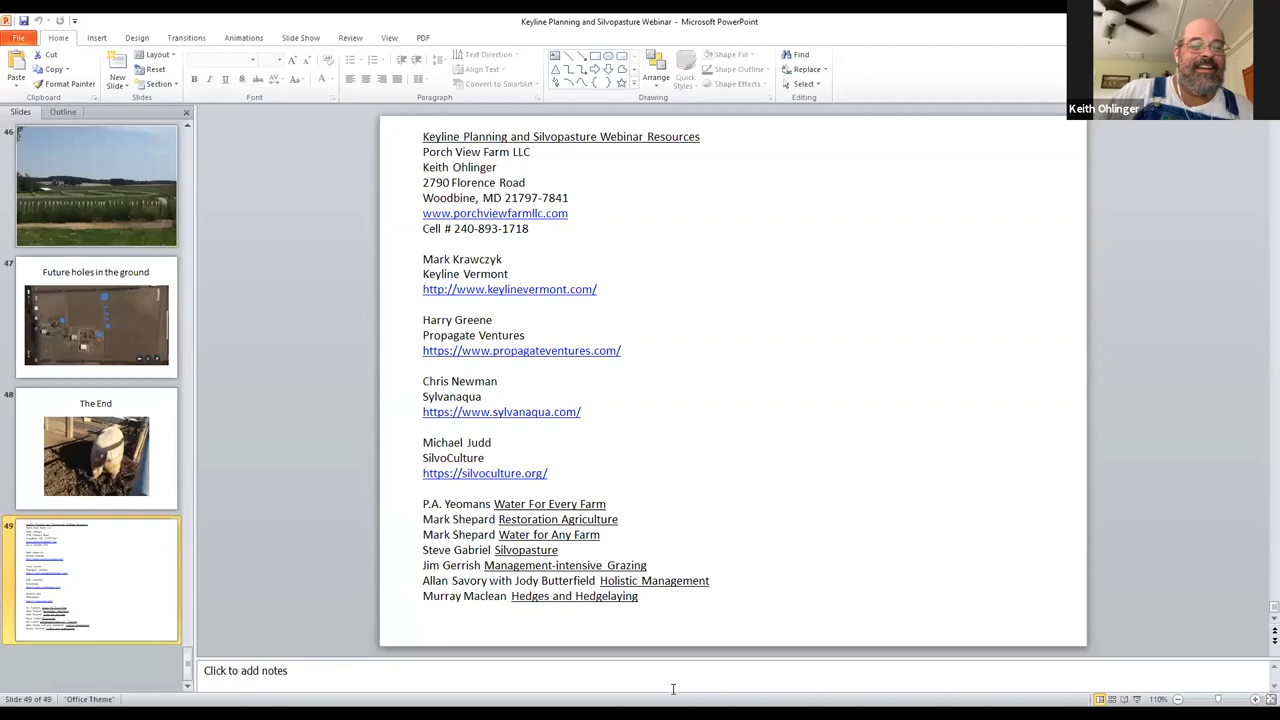 Keyline Planning and Silvopasture Webinar - Microsoft PowerPoint
File Home Insert Design Transitions Animations Slide Show Review View PDF
Paste
Cut
Copy
Format Painter
Clipboard
New Slide
Layout
Reset
Section
Slides
Font
Text Direction
Align Text
Convert to SmartArt
Paragraph
Arrange
Quick Styles
Shape Fill
Shape Outline
Shape Effects
Drawing
Find
Replace
Select
Editing
Keith Ohlinger
Slides Outline
46
47
Future holes in the ground
48
The End
49
Keyline Planning and Silvopasture Webinar Resources
Porch View Farm LLC
Keith Ohlinger
2790 Florence Road
Woodbine, MD 21797-7841
www.porchviewfarmllc.com
Cell # 240-893-1718
Mark Krawczyk
Keyline Vermont
http://www.keylinevermont.com/
Harry Greene
Propagate Ventures
https://www.propagateventures.com/
Chris Newman
Sylvanaqua
https://www.sylvanaqua.com/
Michael Judd
SilvoCulture
https://silvoculture.org/
P.A. Yeomans Water For Every Farm
Mark Shepard Restoration Agriculture
Mark Shepard Water for Any Farm
Steve Gabriel Silvopasture
Jim Gerrish Management-intensive Grazing
Allan Savory with Jody Butterfield Holistic Management
Murray Maclean Hedges and Hedgelaying
Click to add notes
Slide 49 of 49 "Office Theme" 110%